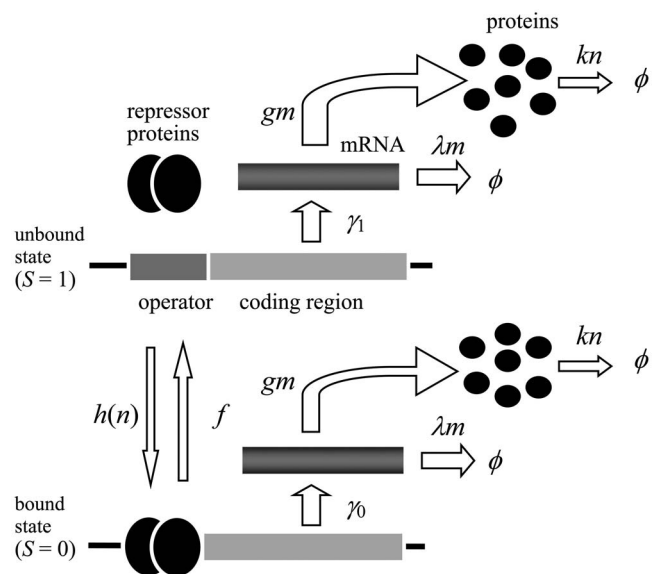 proteins
kn
ϕ
repressor
proteins
gm
mRNA
λm
ϕ
γ1
unbound
state
(S = 1)
operator
coding region
kn
ϕ
gm
h(n)
f
λm
ϕ
γ0
bound
state
(S = 0)